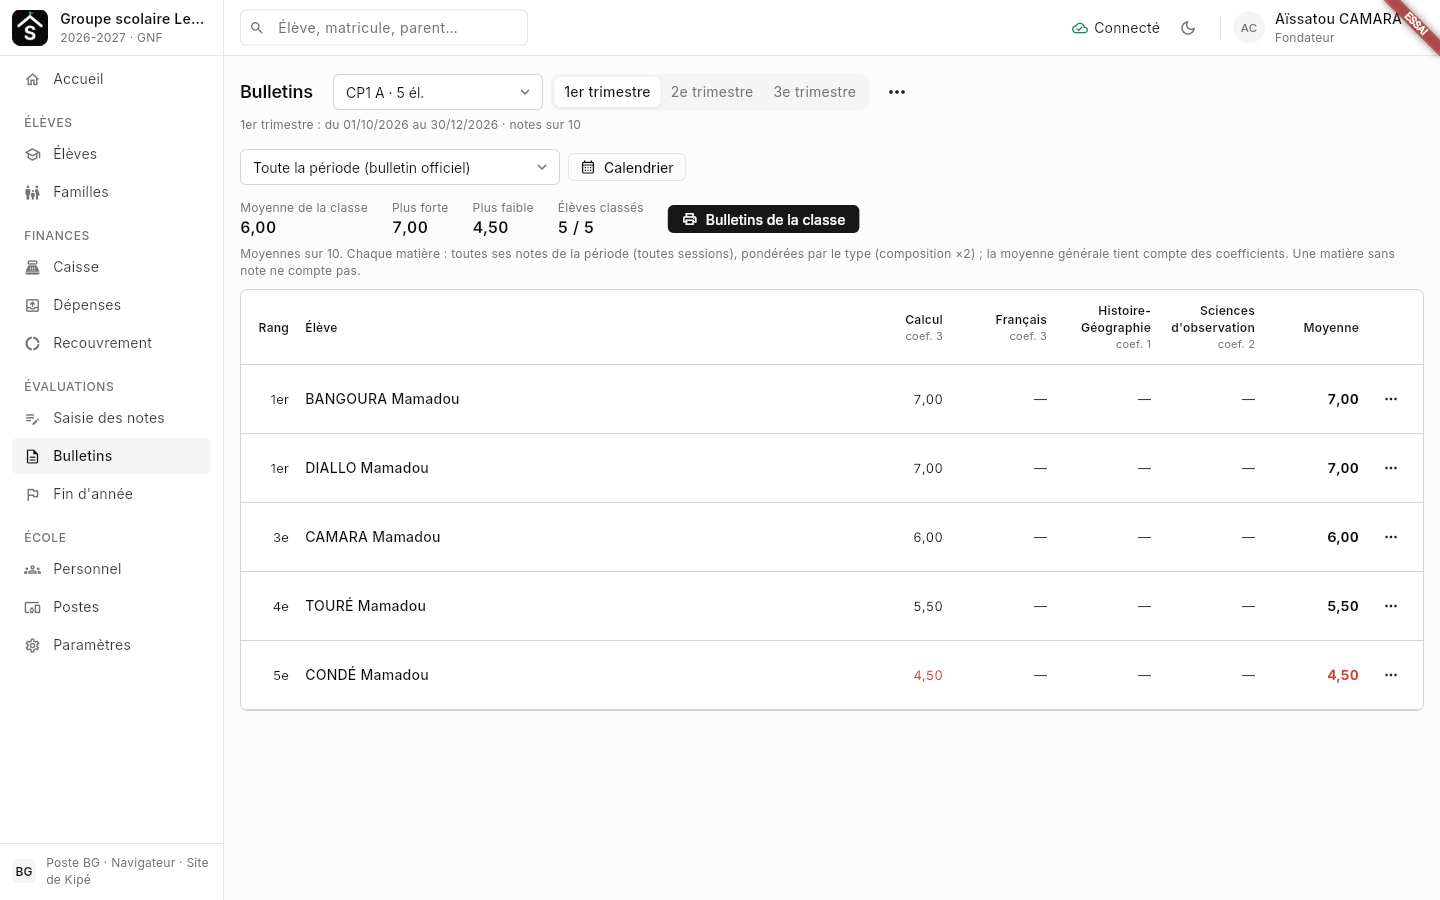 Groupe scolaire Le...
2026-2027 · GNF
Élève, matricule, parent...
Connecté
AC
Aïssatou CAMARA
Fondateur
ESSAI
Accueil
ÉLÈVES
Élèves
Familles
FINANCES
Caisse
Dépenses
Recouvrement
ÉVALUATIONS
Saisie des notes
Bulletins
Fin d'année
ÉCOLE
Personnel
Postes
Paramètres
BG
Poste BG · Navigateur · Site
de Kipé
Bulletins
CP1 A · 5 él.
1er trimestre
2e trimestre
3e trimestre
1er trimestre : du 01/10/2026 au 30/12/2026 · notes sur 10
Toute la période (bulletin officiel)
Calendrier
Moyenne de la classe
6,00
Plus forte
7,00
Plus faible
4,50
Élèves classés
5 / 5
Bulletins de la classe
Moyennes sur 10. Chaque matière : toutes ses notes de la période (toutes sessions), pondérées par le type (composition ×2) ; la moyenne générale tient compte des coefficients. Une matière sans
note ne compte pas.
Rang Élève Calcul coef. 3 Français coef. 3 Histoire-Géographie coef. 1 Sciences d'observation coef. 2 Moyenne
1er BANGOURA Mamadou 7,00 — — — 7,00
1er DIALLO Mamadou 7,00 — — — 7,00
3e CAMARA Mamadou 6,00 — — — 6,00
4e TOURÉ Mamadou 5,50 — — — 5,50
5e CONDÉ Mamadou 4,50 — — — 4,50